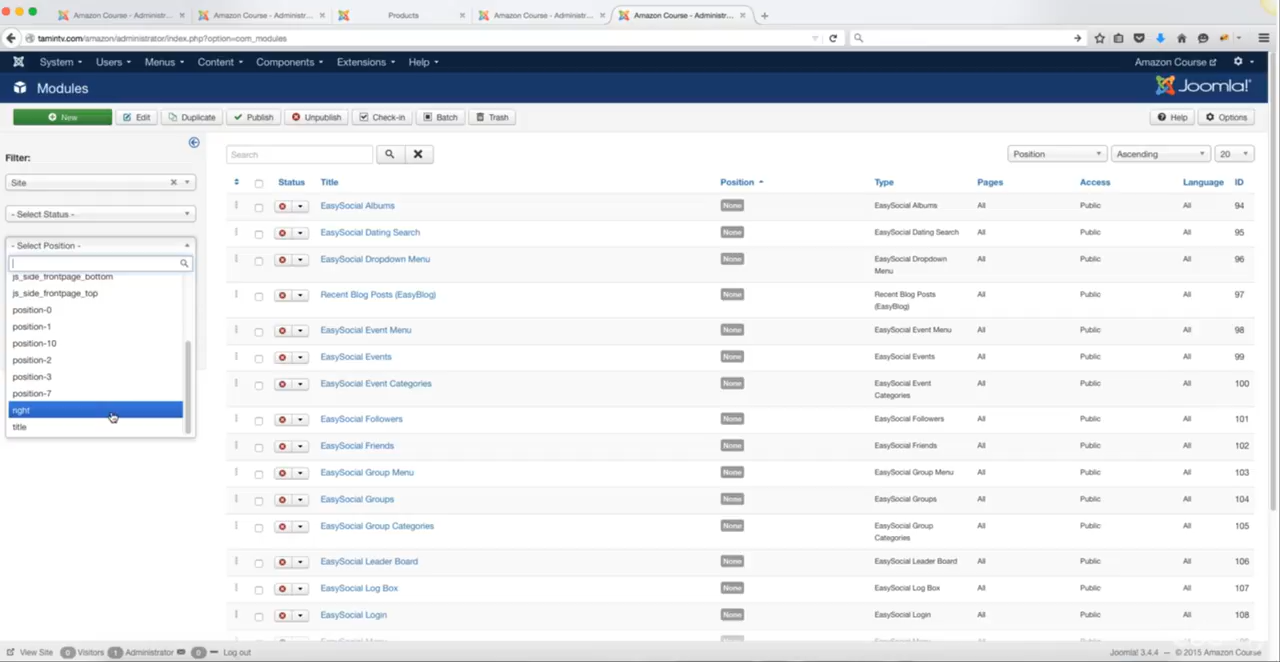 Amazon Course - Administr...
Amazon Course - Administr...
Products
Amazon Course - Administr...
Amazon Course - Administr...
tamintv.com/amazon/administrator/index.php?option=com_modules
System Users Menus Content Components Extensions Help
Amazon Course
Modules
Joomla!
New Edit Duplicate Publish Unpublish Check-in Batch Trash
Help Options
Filter:
Site
- Select Status -
- Select Position -
js_side_frontpage_bottom
js_side_frontpage_top
position-0
position-1
position-10
position-2
position-3
position-7
right
title
Search
Position Ascending 20
Status Title Position Type Pages Access Language ID
EasySocial Albums None EasySocial Albums All Public All 94
EasySocial Dating Search None EasySocial Dating Search All Public All 95
EasySocial Dropdown Menu None EasySocial Dropdown Menu All Public All 96
Recent Blog Posts (EasyBlog) None Recent Blog Posts (EasyBlog) All Public All 97
EasySocial Event Menu None EasySocial Event Menu All Public All 98
EasySocial Events None EasySocial Events All Public All 99
EasySocial Event Categories None EasySocial Event Categories All Public All 100
EasySocial Followers None EasySocial Followers All Public All 101
EasySocial Friends None EasySocial Friends All Public All 102
EasySocial Group Menu None EasySocial Group Menu All Public All 103
EasySocial Groups None EasySocial Groups All Public All 104
EasySocial Group Categories None EasySocial Group Categories All Public All 105
EasySocial Leader Board None EasySocial Leader Board All Public All 106
EasySocial Log Box None EasySocial Log Box All Public All 107
EasySocial Login None EasySocial Login All Public All 108
View Site 0 Visitors 1 Administrator 0 Log out
Joomla! 3.4.4 — © 2015 Amazon Course